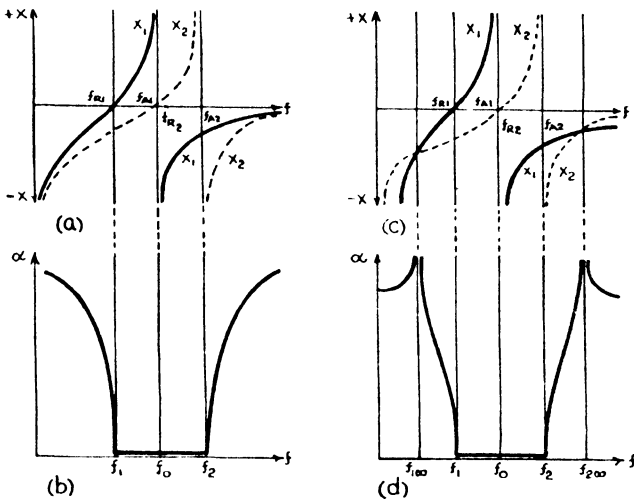 +X
X₁
X₂
fR1
fA1
fR2
fA2
f
X₁
X₂
-X
(a)
+X
X₁
X₂
fR1
fA1
fR2
fA2
f
X₁
X₂
-X
(c)
α
f₁
f₀
f₂
f
(b)
α
f₁∞
f₁
f₀
f₂
f₂∞
f
(d)